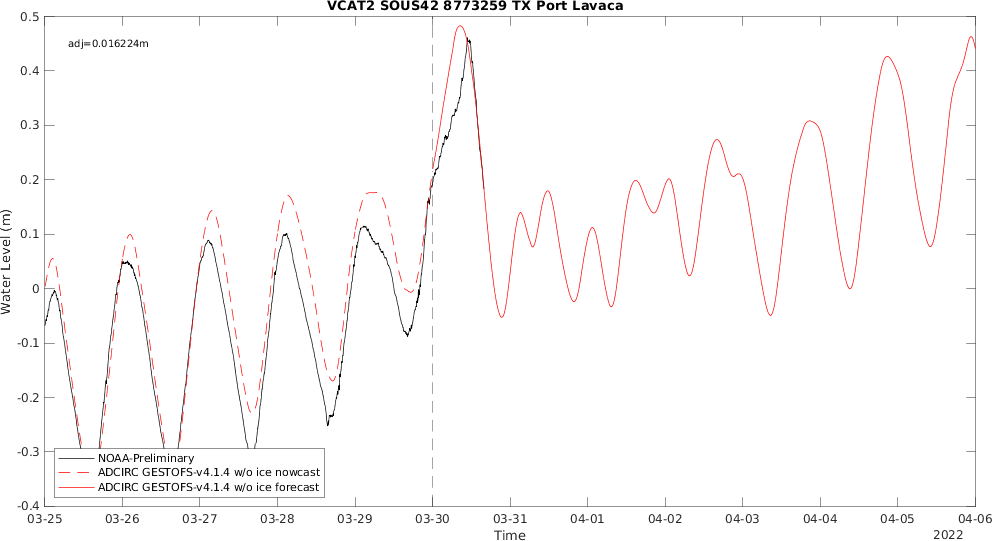 VCAT2 SOUS42 8773259 TX Port Lavaca
adj=0.016224m
Water Level (m)
0.5
0.4
0.3
0.2
0.1
0
-0.1
-0.2
-0.3
-0.4
NOAA-Preliminary
ADCIRC GESTOFS-v4.1.4 w/o ice nowcast
ADCIRC GESTOFS-v4.1.4 w/o ice forecast
03-25 03-26 03-27 03-28 03-29 03-30 03-31 04-01 04-02 04-03 04-04 04-05 04-06
Time
2022